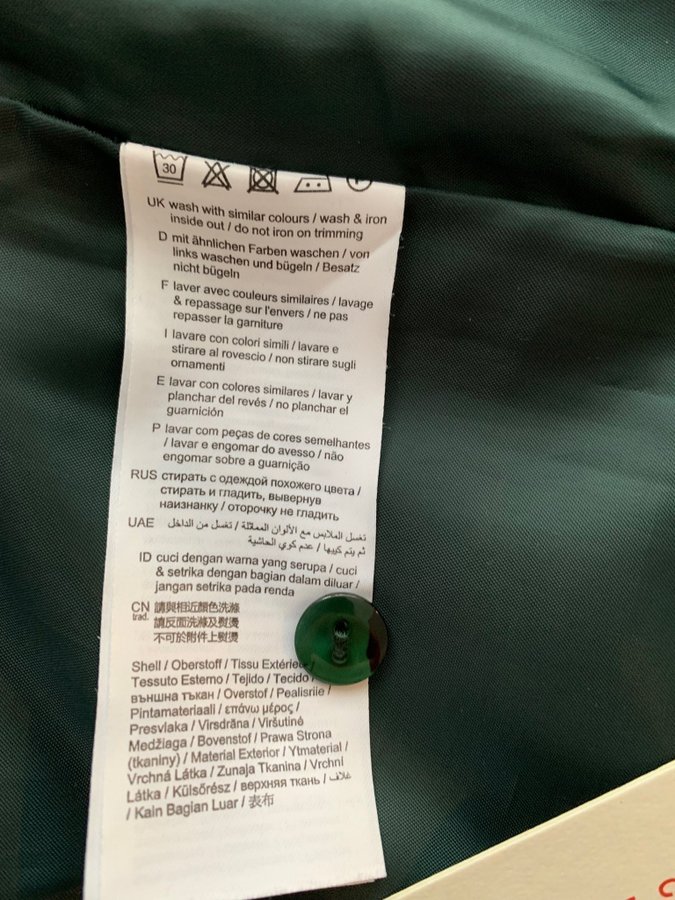 30
UK wash with similar colours / wash & iron
inside out / do not iron on trimming
D mit ähnlichen Farben waschen / von
links waschen und bügeln / Besatz
nicht bügeln
F laver avec couleurs similaires / lavage
& repassage sur l'envers / ne pas
repasser la garniture
I lavare con colori simili / lavare e
stirare al rovescio / non stirare sugli
ornamenti
E lavar con colores similares / lavar y
planchar del revés / no planchar el
guarnición
P lavar com peças de cores semelhantes
/ lavar e engomar do avesso / não
engomar sobre a guarnição
RUS стирать с одеждой похожего цвета /
стирать и гладить, вывернув
наизнанку / оторочку не гладить
UAE تغسل الملابس مع الألوان المماثلة / تغسل من الداخل
ثم يتم كيبها / عدم كوي الحاشية
ID cuci dengan warna yang serupa / cuci
& setrika dengan bagian dalam diluar /
jangan setrika pada renda
CN 請與相近顏色洗滌
trad. 請反面洗滌及熨燙
不可於附件上熨燙
Shell / Oberstoff / Tissu Extérieur /
Tessuto Esterno / Tejido / Tecido /
външна тъкан / Overstof / Pealisriie /
Pintamateriaali / επάνω μέρος /
Presvlaka / Virsdrāna / Viršutinė
Medžiaga / Bovenstof / Prawa Strona
(tkaniny) / Material Exterior / Ytmaterial /
Vrchná Látka / Zunaja Tkanina / Vrchní
Látka / Külsőrész / верхняя ткань / غلاف
/ Kain Bagian Luar / 表布